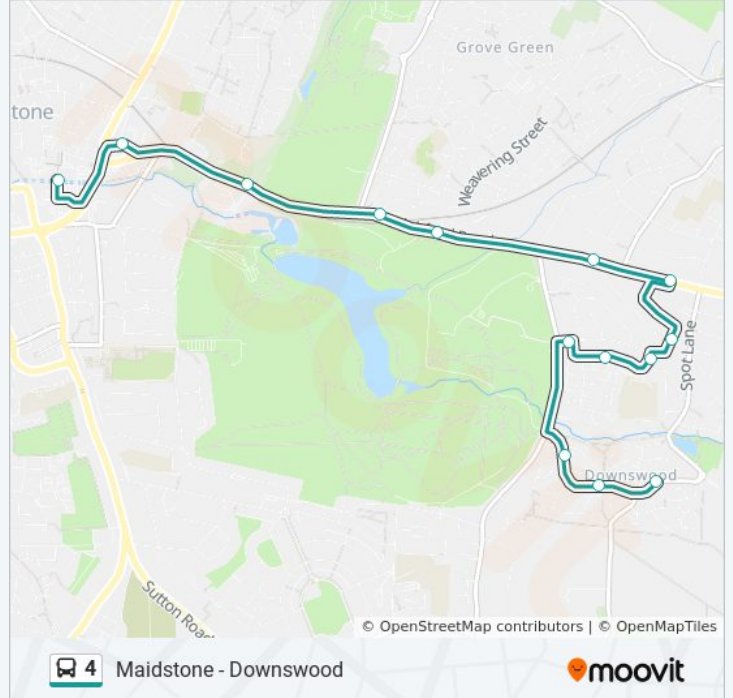 Grove Green
tone
Weavering Street
Spot Lane
Downswood
Sutton Road
© OpenStreetMap contributors | © OpenMapTiles
4 Maidstone - Downswood
moovit